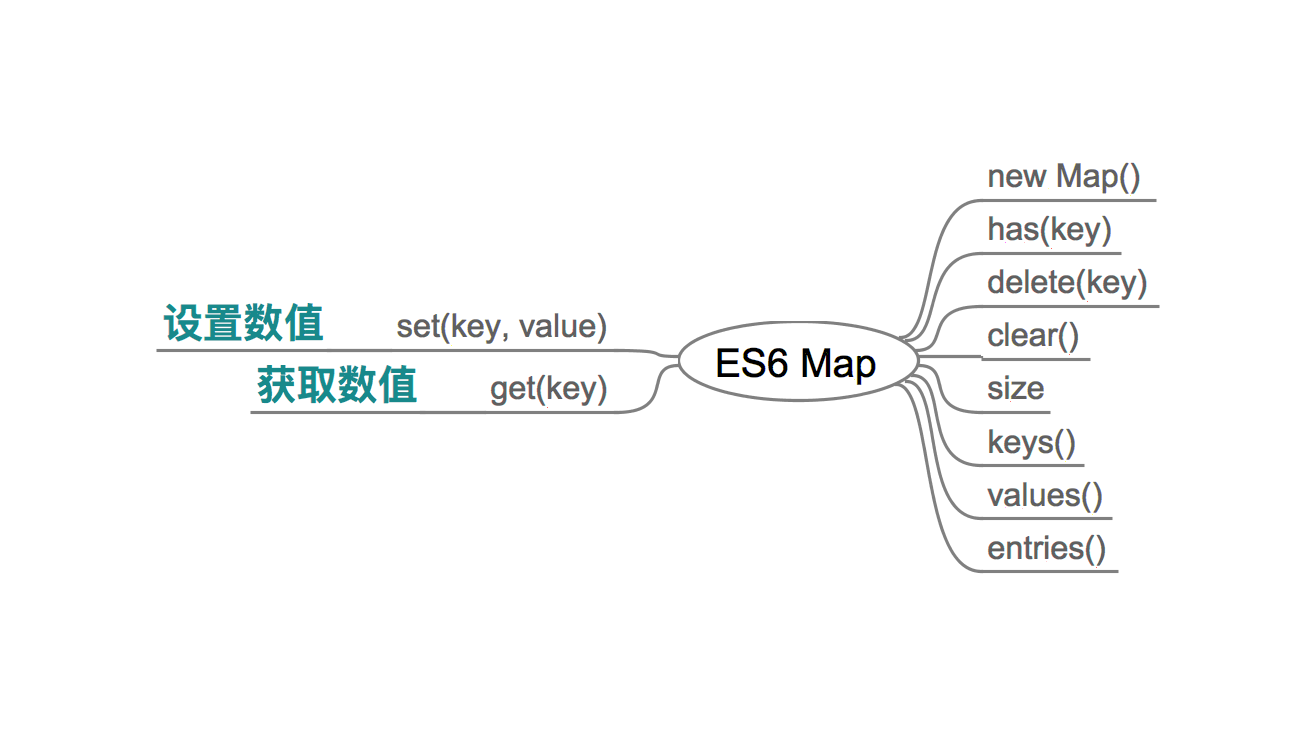 设置数值 set(key, value)
获取数值 get(key)
ES6 Map
new Map()
has(key)
delete(key)
clear()
size
keys()
values()
entries()